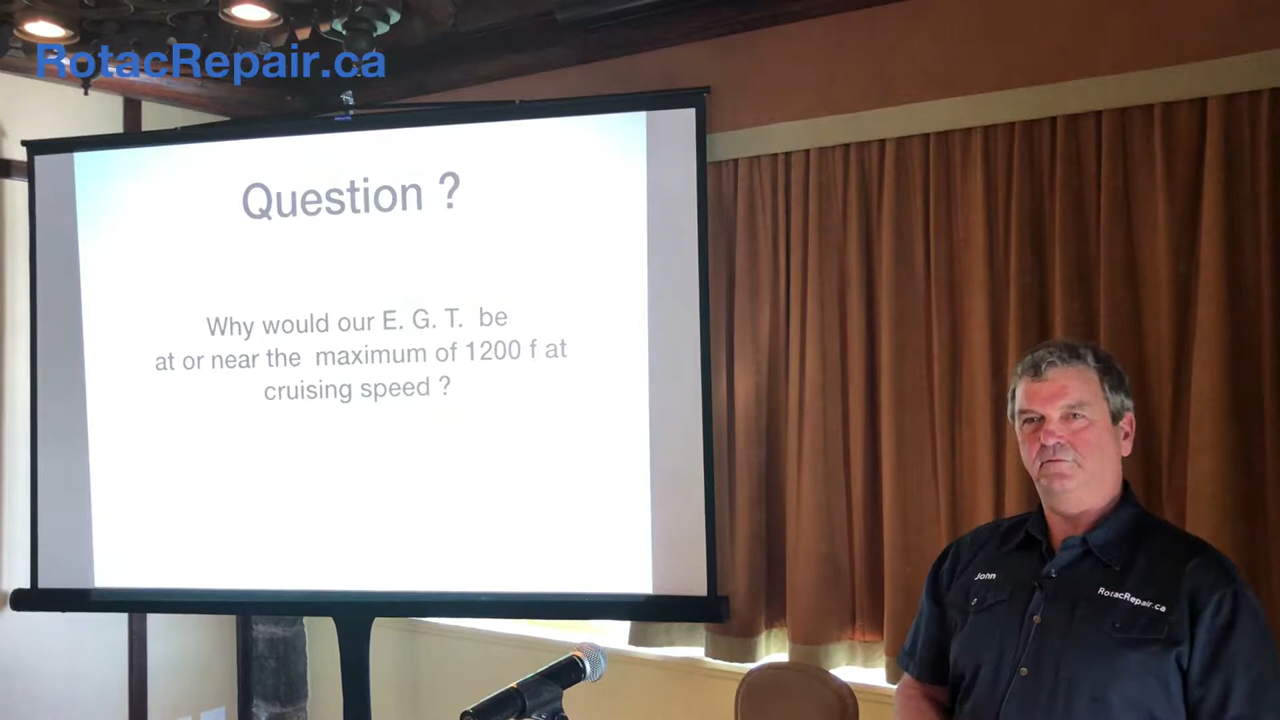 RotacRepair.ca
Question ?
Why would our E. G. T. be
at or near the maximum of 1200 f at
cruising speed ?
John
RotacRepair.ca